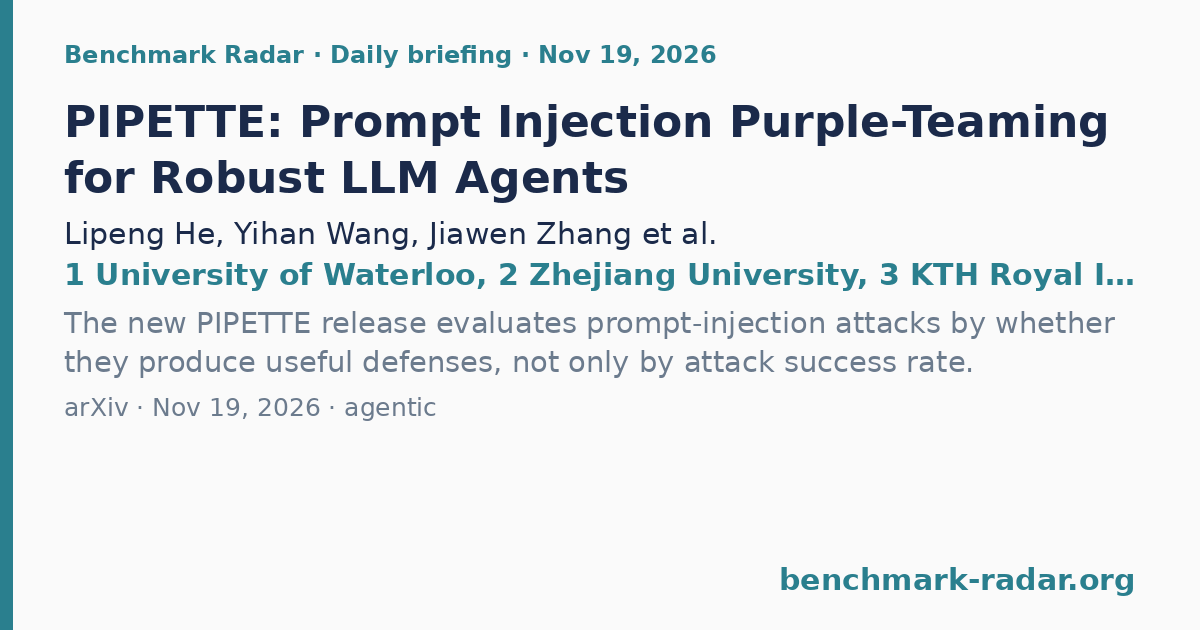 Benchmark Radar · Daily briefing · Nov 19, 2026
PIPETTE: Prompt Injection Purple-Teaming
for Robust LLM Agents
Lipeng He, Yihan Wang, Jiawen Zhang et al.
1 University of Waterloo, 2 Zhejiang University, 3 KTH Royal I…
The new PIPETTE release evaluates prompt-injection attacks by whether
they produce useful defenses, not only by attack success rate.
arXiv · Nov 19, 2026 · agentic
benchmark-radar.org